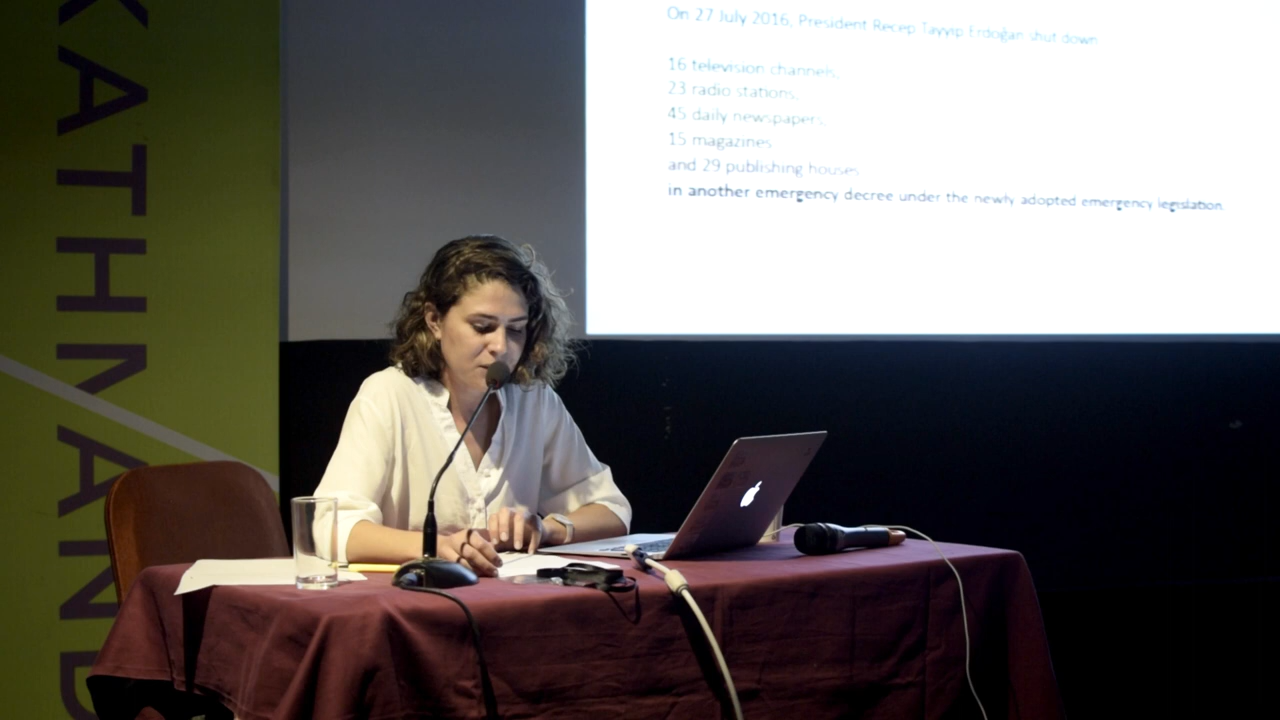 KATHMAND
On 27 July 2016, President Recep Tayyip Erdoğan shut down
16 television channels,
23 radio stations,
45 daily newspapers,
15 magazines
and 29 publishing houses
in another emergency decree under the newly adopted emergency legislation